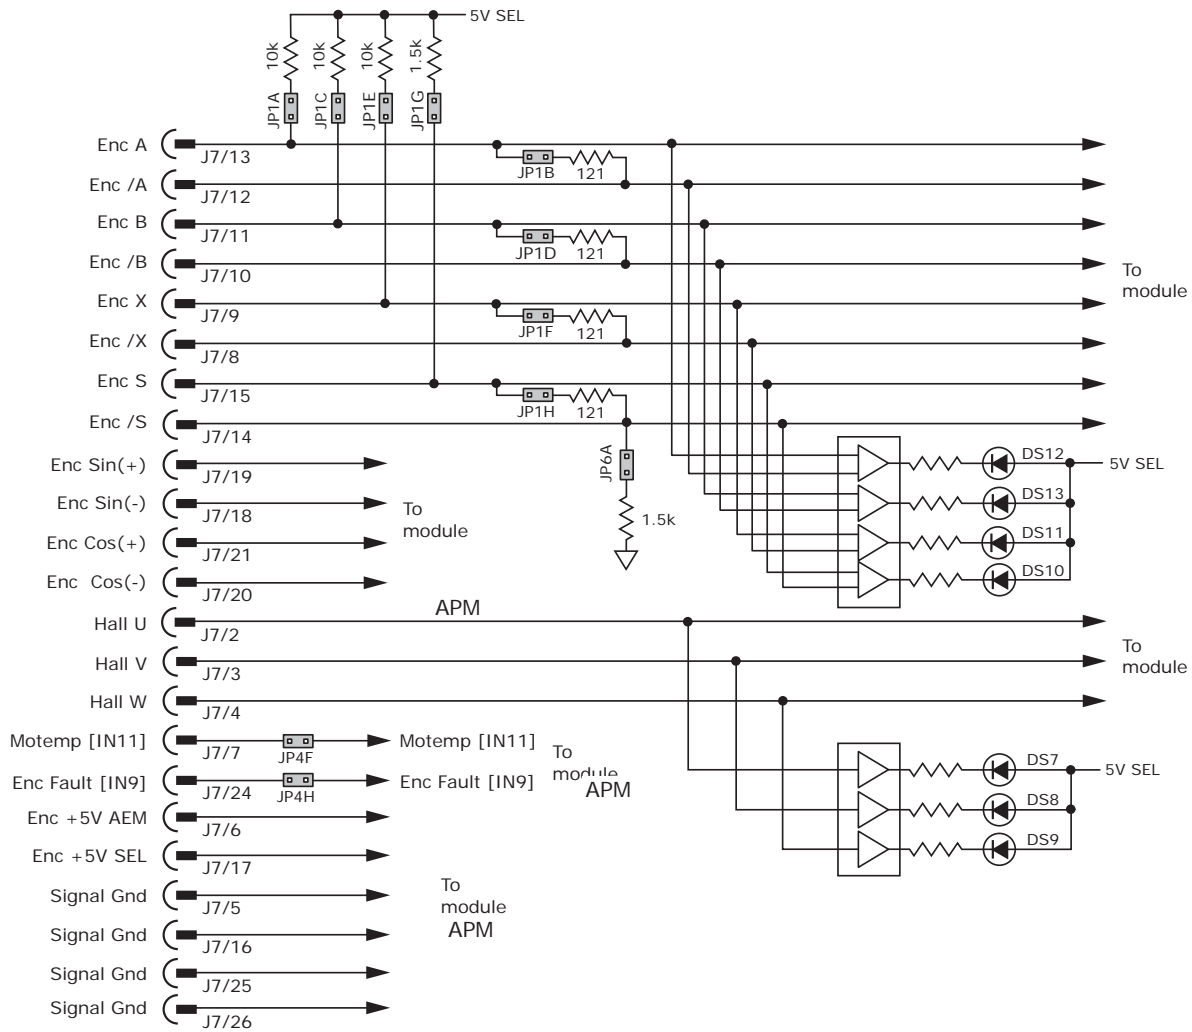 5V SEL
10k
10k
10k
1.5k
JP1A
JP1C
JP1E
JP1G
Enc A
J7/13
JP1B
121
Enc /A
J7/12
Enc B
J7/11
JP1D
121
Enc /B
J7/10
To
module
Enc X
J7/9
JP1F
121
Enc /X
J7/8
Enc S
J7/15
JP1H
121
Enc /S
J7/14
JP6A
1.5k
DS12
5V SEL
DS13
DS11
DS10
Enc Sin(+)
J7/19
Enc Sin(-)
J7/18
To
module
Enc Cos(+)
J7/21
Enc Cos(-)
J7/20
APM
Hall U
J7/2
To
module
Hall V
J7/3
Hall W
J7/4
Motemp [IN11]
J7/7
JP4F
Motemp [IN11]
To
module
APM
Enc Fault [IN9]
J7/24
JP4H
Enc Fault [IN9]
DS7
5V SEL
DS8
DS9
Enc +5V AEM
J7/6
Enc +5V SEL
J7/17
To
module
APM
Signal Gnd
J7/5
Signal Gnd
J7/16
Signal Gnd
J7/25
Signal Gnd
J7/26